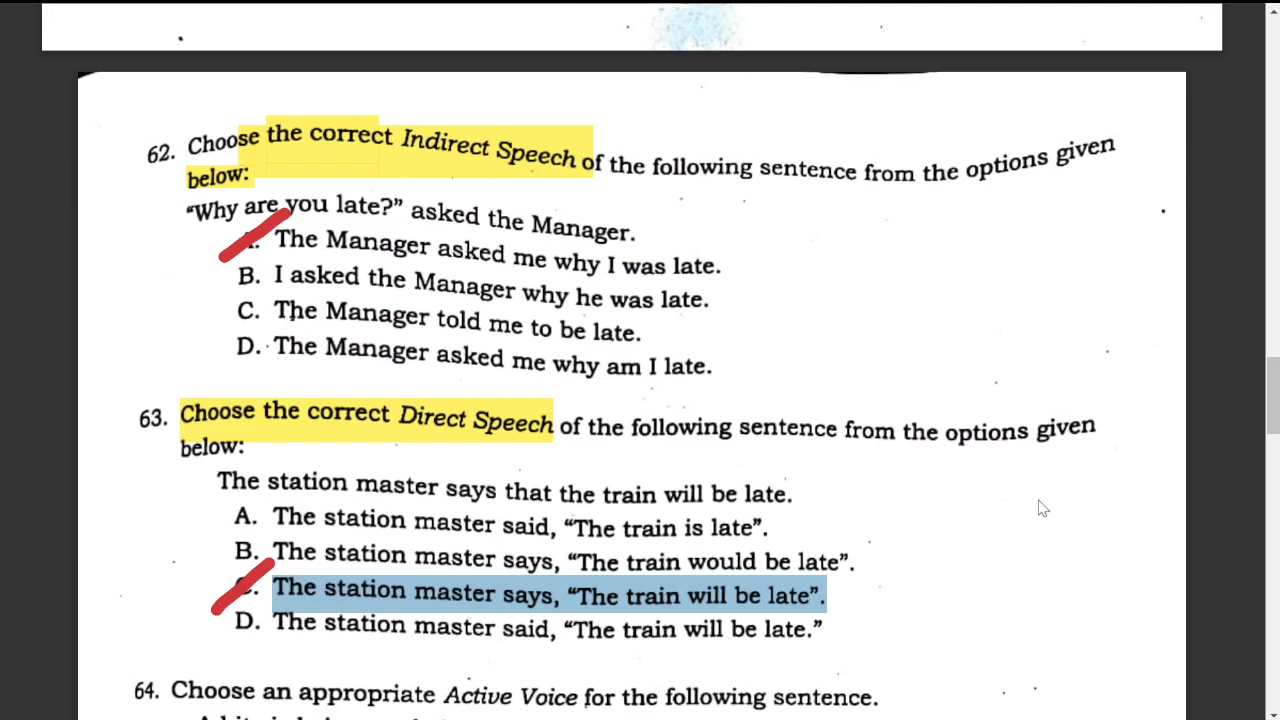 62. Choose the correct Indirect Speech of the following sentence from the options given
below:
“Why are you late?” asked the Manager.
The Manager asked me why I was late.
B. I asked the Manager why he was late.
C. The Manager told me to be late.
D. The Manager asked me why am I late.
63. Choose the correct Direct Speech of the following sentence from the options given
below:
The station master says that the train will be late.
A. The station master said, “The train is late”.
B. The station master says, “The train would be late”.
The station master says, “The train will be late”.
D. The station master said, “The train will be late.”
64. Choose an appropriate Active Voice for the following sentence.